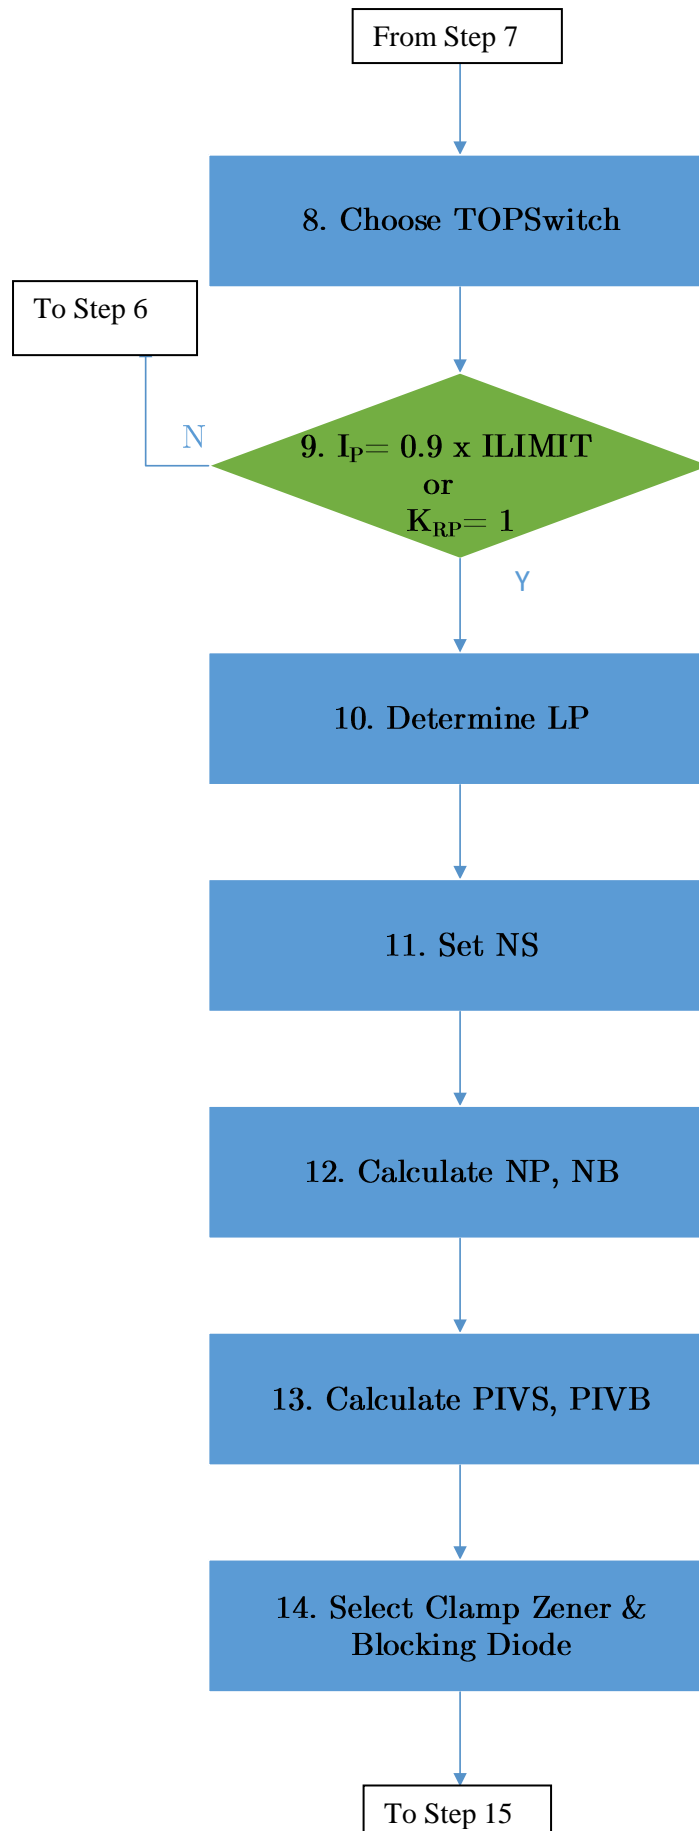 From Step 7
8. Choose TOPSwitch
To Step 6
N
9. I_P= 0.9 x ILIMIT
or
K_RP= 1
Y
10. Determine LP
11. Set NS
12. Calculate NP, NB
13. Calculate PIVS, PIVB
14. Select Clamp Zener &
Blocking Diode
To Step 15